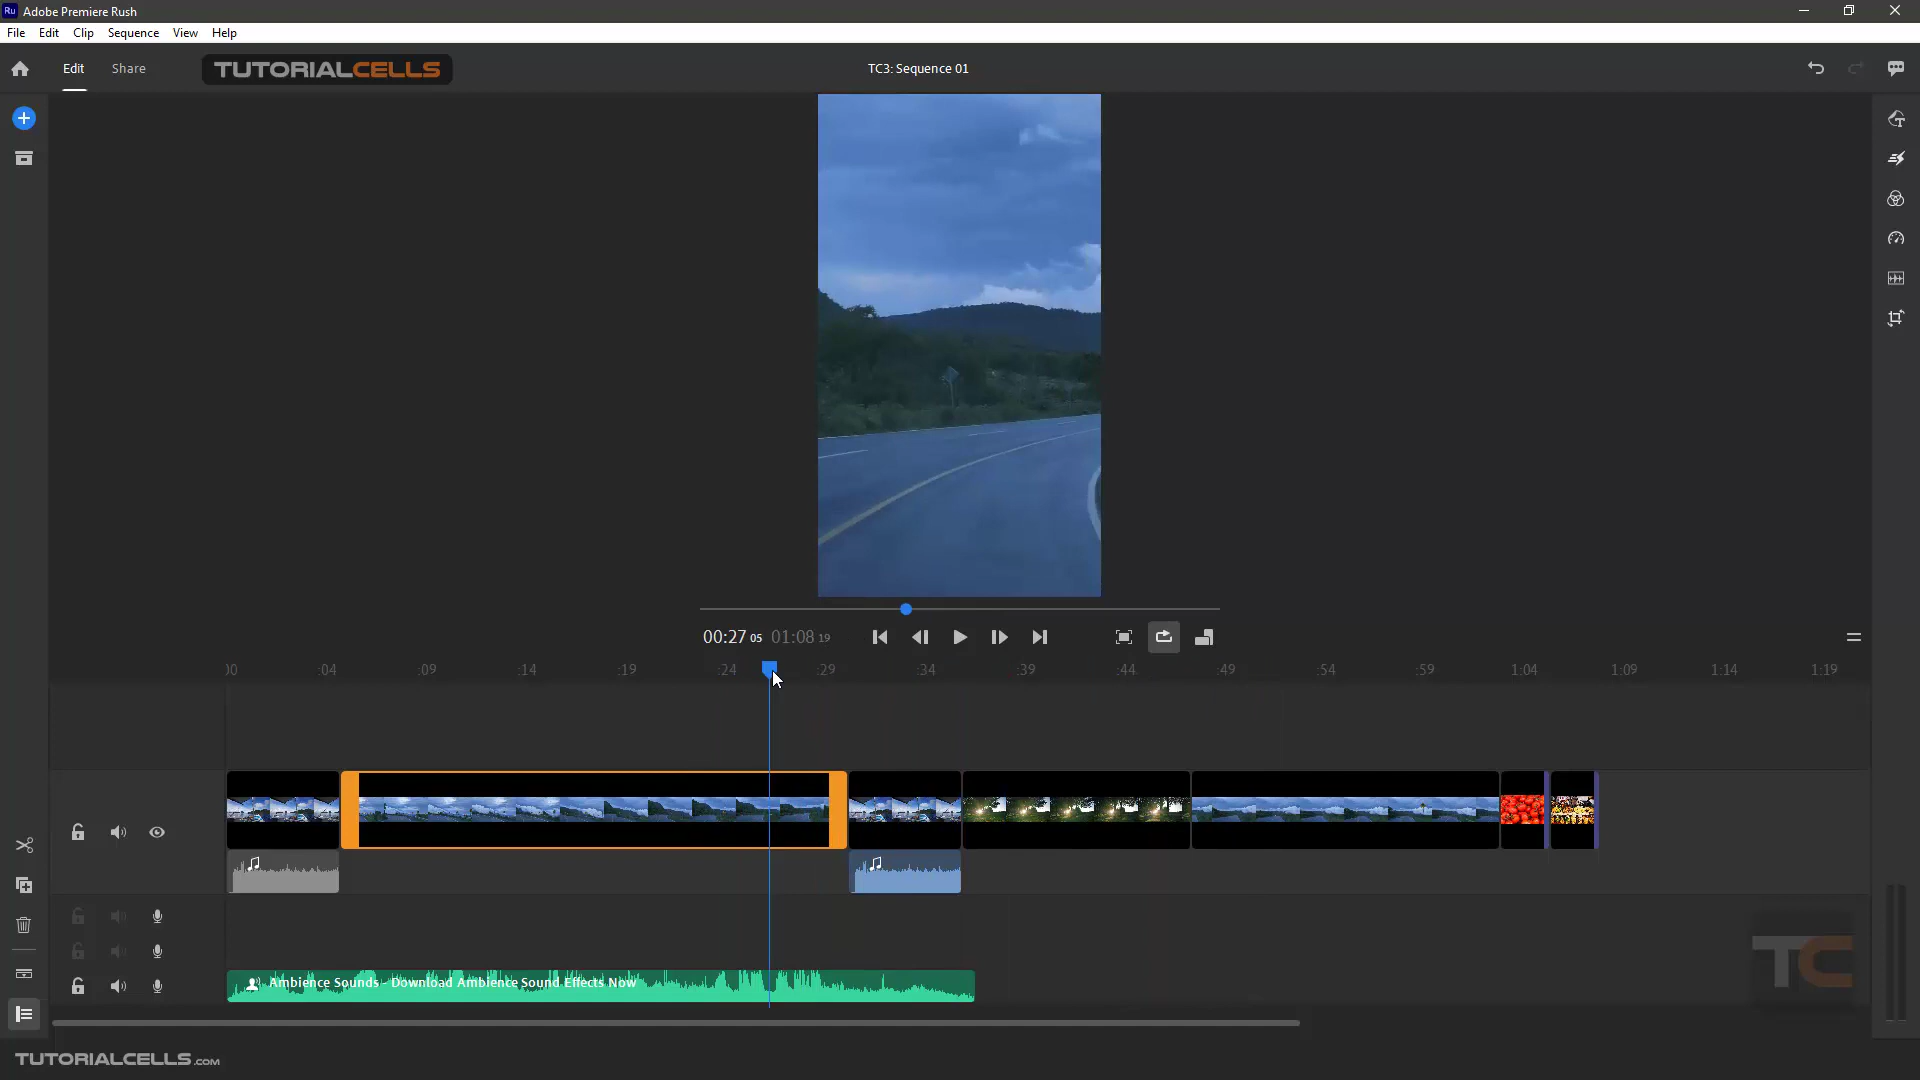 Ru Adobe Premiere Rush
File Edit Clip Sequence View Help
Edit Share TUTORIALCELLS TC3: Sequence 01
00:27 05 01:08 19
:00 :04 :09 :14 :19 :24 :29 :34 :39 :44 :49 :54 :59 1:04 1:09 1:14 1:19
Ambience Sounds - Download Ambience Sound Effects Now
TC
TUTORIALCELLS.COM